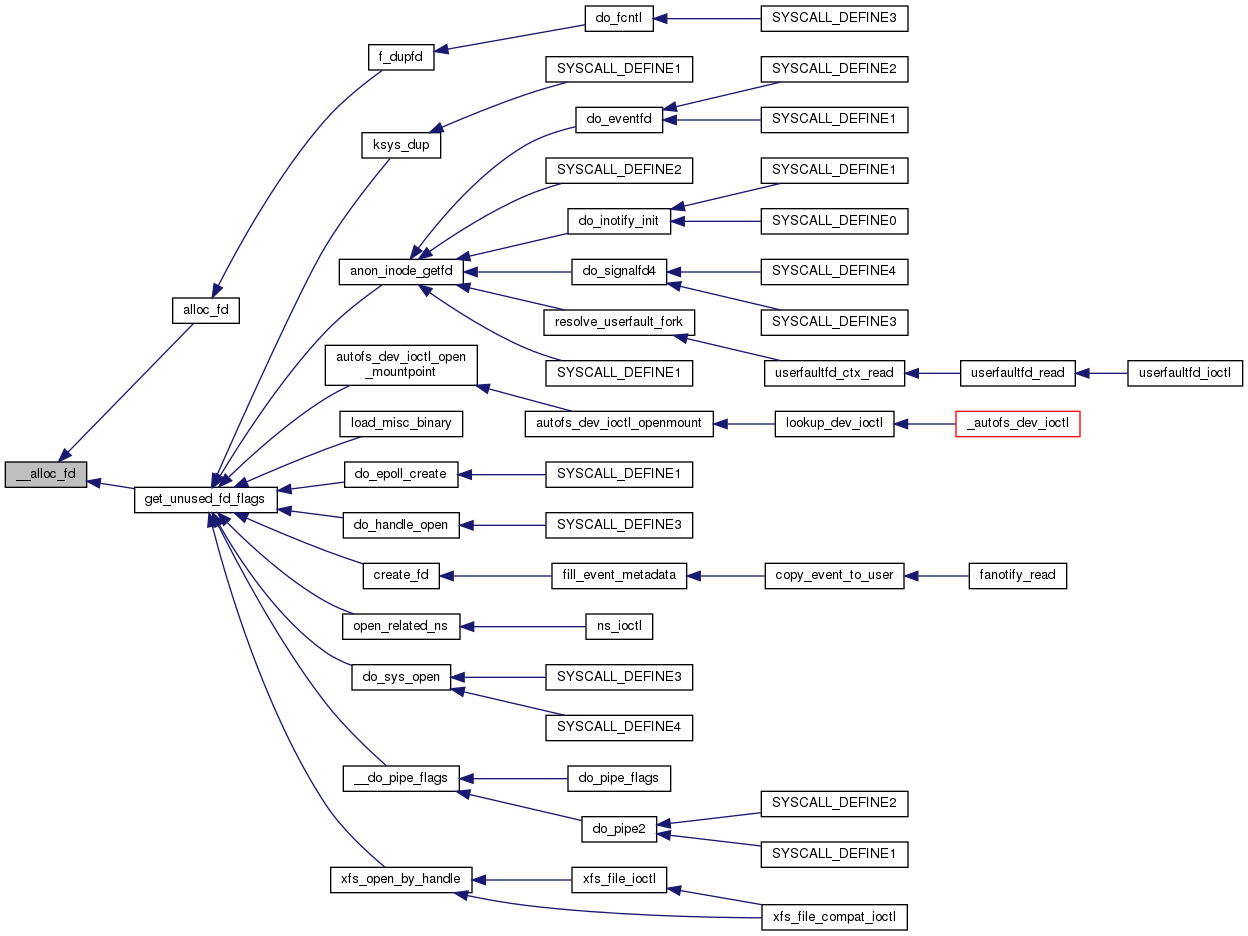 do_fcntl
SYSCALL_DEFINE3
f_dupfd
SYSCALL_DEFINE1
SYSCALL_DEFINE2
do_eventfd
SYSCALL_DEFINE1
ksys_dup
SYSCALL_DEFINE2
SYSCALL_DEFINE1
do_inotify_init
SYSCALL_DEFINE0
anon_inode_getfd
do_signalfd4
SYSCALL_DEFINE4
alloc_fd
resolve_userfault_fork
SYSCALL_DEFINE3
autofs_dev_ioctl_open
_mountpoint
SYSCALL_DEFINE1
userfaultfd_ctx_read
userfaultfd_read
userfaultfd_ioctl
load_misc_binary
autofs_dev_ioctl_openmount
lookup_dev_ioctl
_autofs_dev_ioctl
__alloc_fd
do_epoll_create
SYSCALL_DEFINE1
get_unused_fd_flags
do_handle_open
SYSCALL_DEFINE3
create_fd
fill_event_metadata
copy_event_to_user
fanotify_read
open_related_ns
ns_ioctl
do_sys_open
SYSCALL_DEFINE3
SYSCALL_DEFINE4
__do_pipe_flags
do_pipe_flags
SYSCALL_DEFINE2
do_pipe2
SYSCALL_DEFINE1
xfs_open_by_handle
xfs_file_ioctl
xfs_file_compat_ioctl